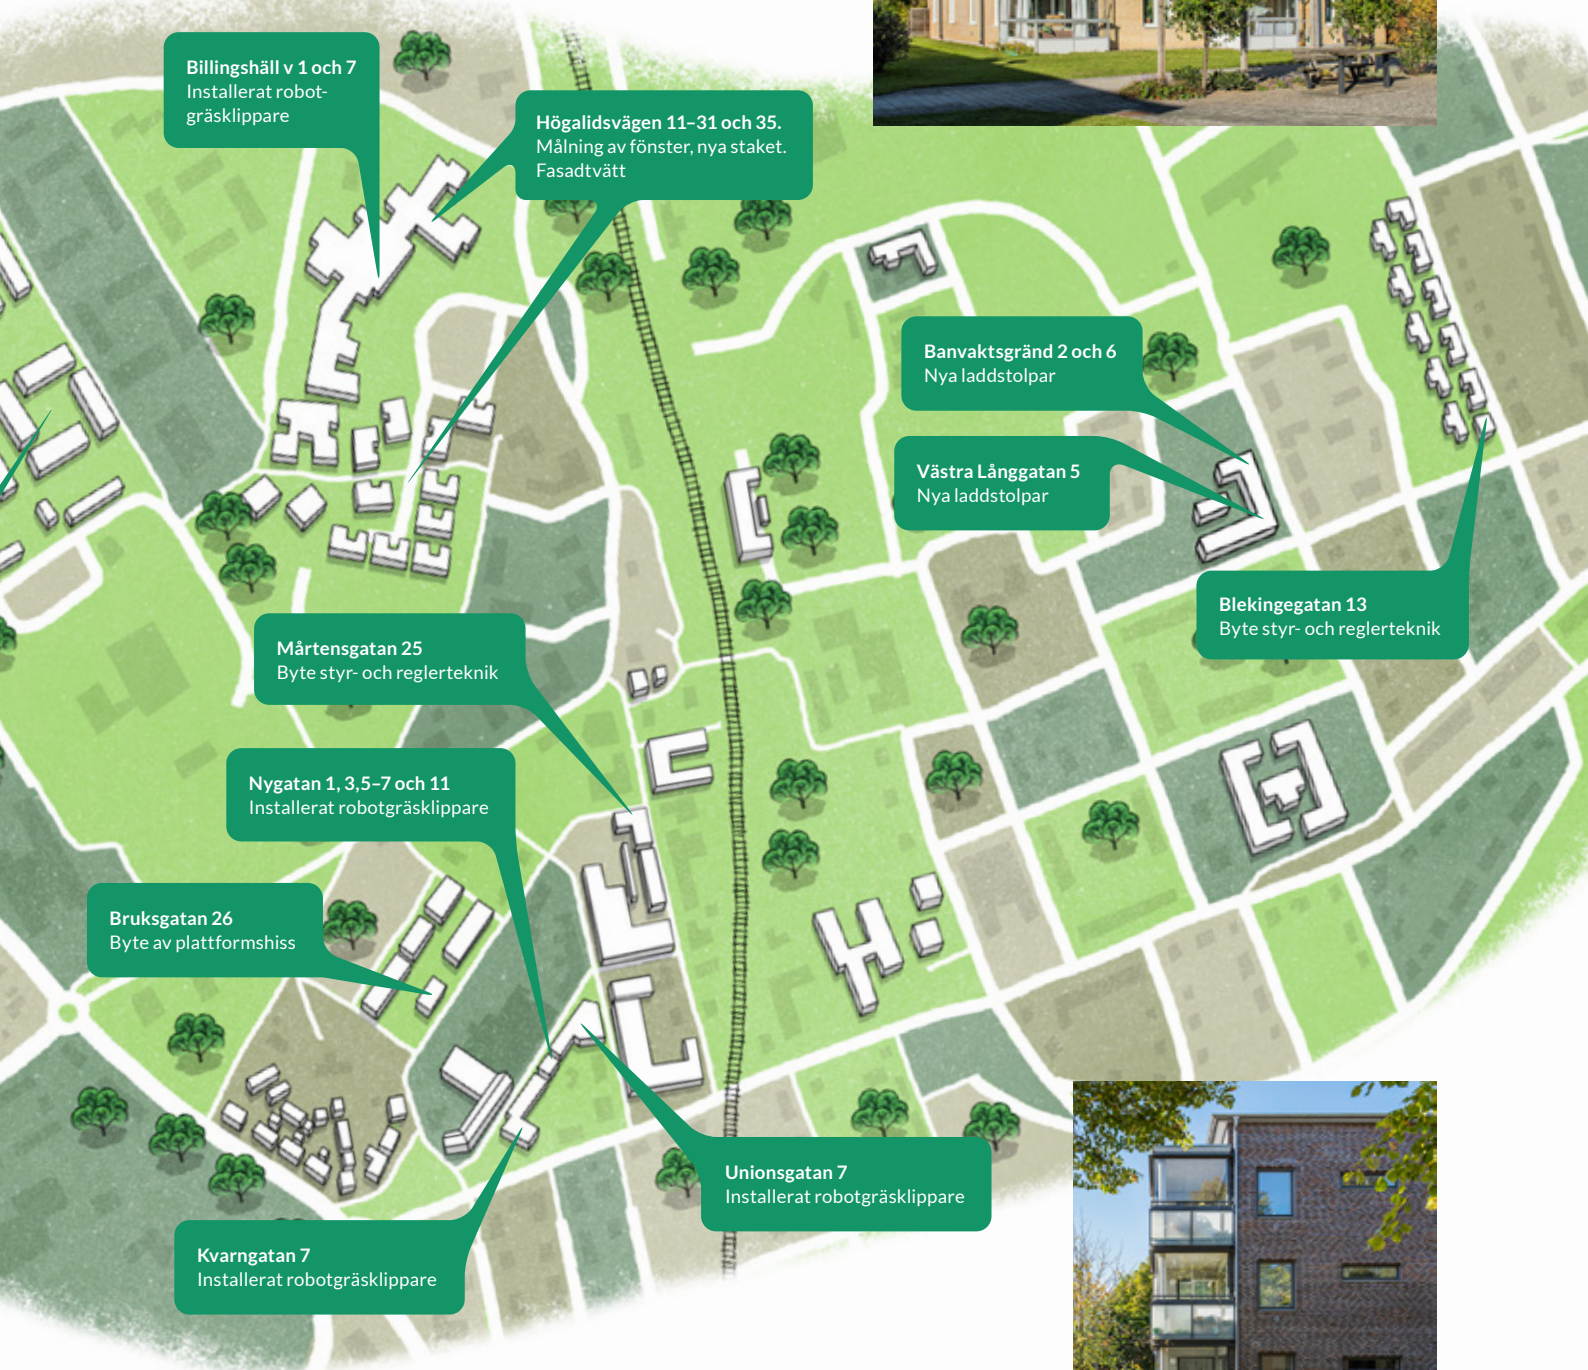 Billingshäll v 1 och 7
Installerat robot-
gräsklippare
Högalidsvägen 11–31 och 35.
Målning av fönster, nya staket.
Fasadtvätt
Banvaktsgränd 2 och 6
Nya laddstolpar
Västra Långgatan 5
Nya laddstolpar
Blekingegatan 13
Byte styr- och reglerteknik
Mårtensgatan 25
Byte styr- och reglerteknik
Nygatan 1, 3,5–7 och 11
Installerat robotgräsklippare
Bruksgatan 26
Byte av plattformshiss
Unionsgatan 7
Installerat robotgräsklippare
Kvarngatan 7
Installerat robotgräsklippare